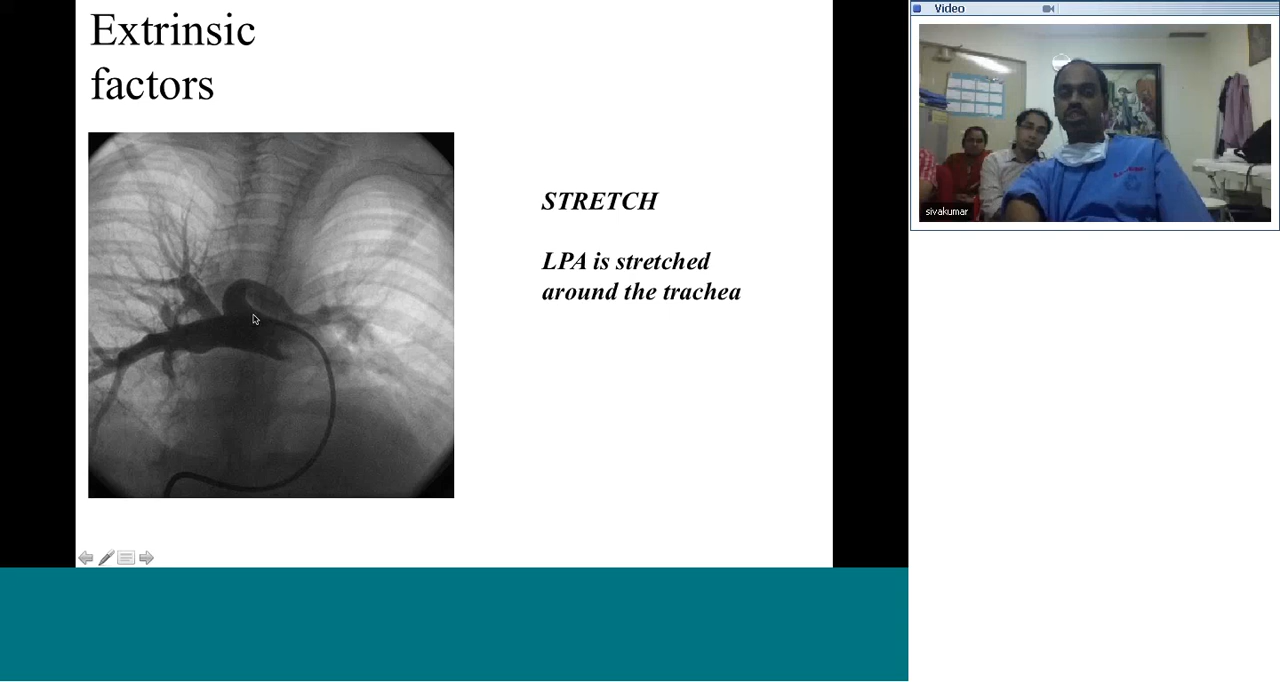 Extrinsic
factors
STRETCH
LPA is stretched
around the trachea
Video
sivakumar